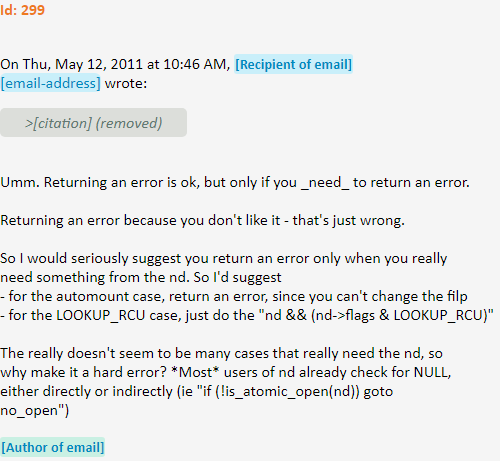 Id: 299
On Thu, May 12, 2011 at 10:46 AM, [Recipient of email]
[email-address] wrote:
>[citation] (removed)
Umm. Returning an error is ok, but only if you _need_ to return an error.
Returning an error because you don't like it - that's just wrong.
So I would seriously suggest you return an error only when you really
need something from the nd. So I'd suggest
- for the automount case, return an error, since you can't change the filp
- for the LOOKUP_RCU case, just do the "nd && (nd->flags & LOOKUP_RCU)"
The really doesn't seem to be many cases that really need the nd, so
why make it a hard error? *Most* users of nd already check for NULL,
either directly or indirectly (ie "if (!is_atomic_open(nd)) goto
no_open")
[Author of email]